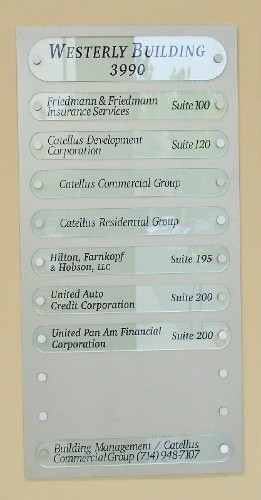 WESTERLY BUILDING
3990
Friedmann & Friedmann
Insurance Services Suite 100
Catellus Development
Corporation Suite 120
Catellus Commercial Group
Catellus Residential Group
Hilton, Farnkopf
& Hobson, LLC Suite 195
United Auto
Credit Corporation Suite 200
United Pan Am Financial
Corporation Suite 200
Building Management / Catellus
Commercial Group (714) 948-7107